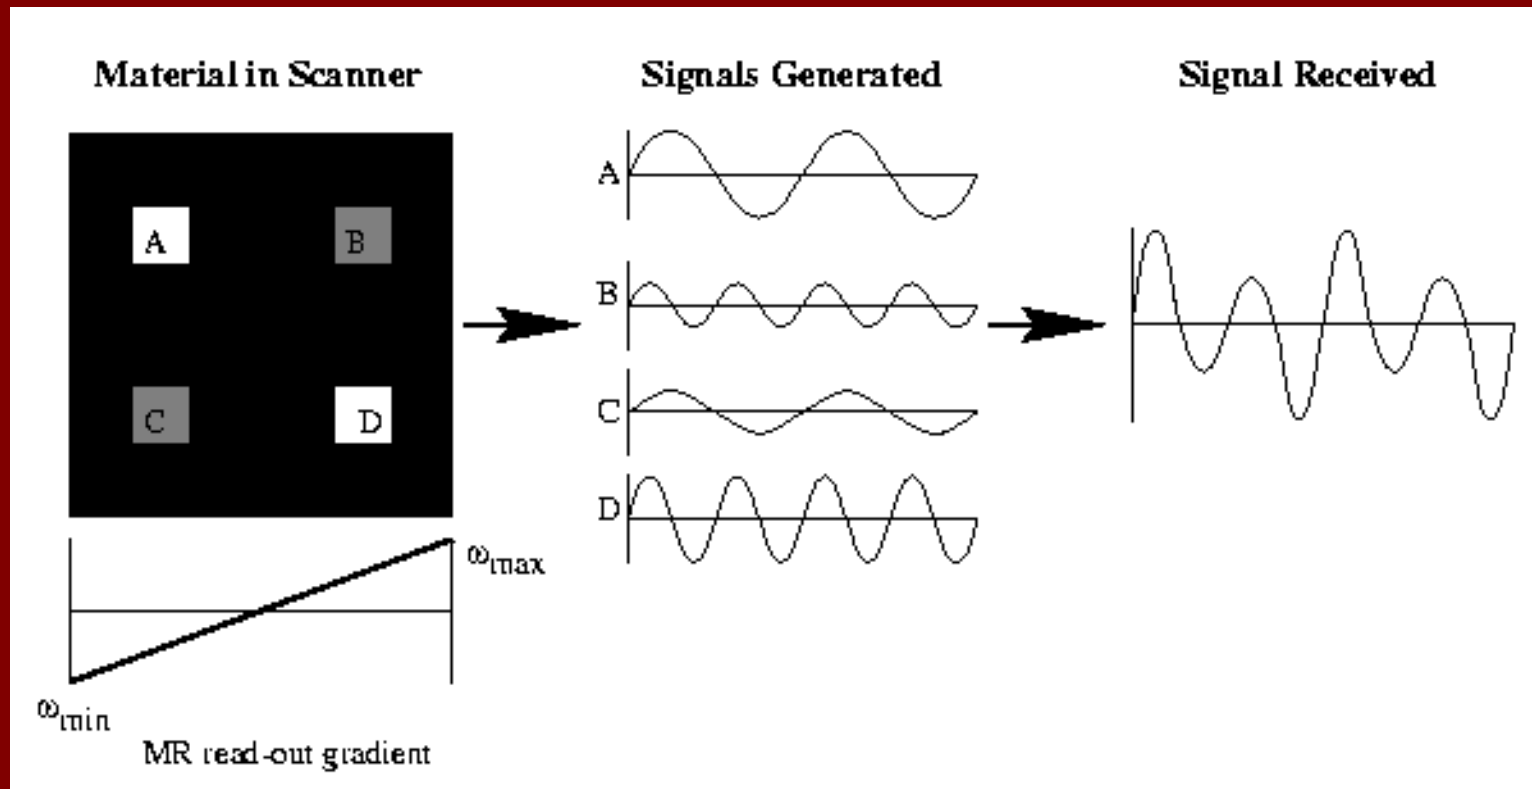 Material in Scanner
Signals Generated
Signal Received
A
B
C
D
A
B
C
D
ωmax
ωmin
MR read-out gradient